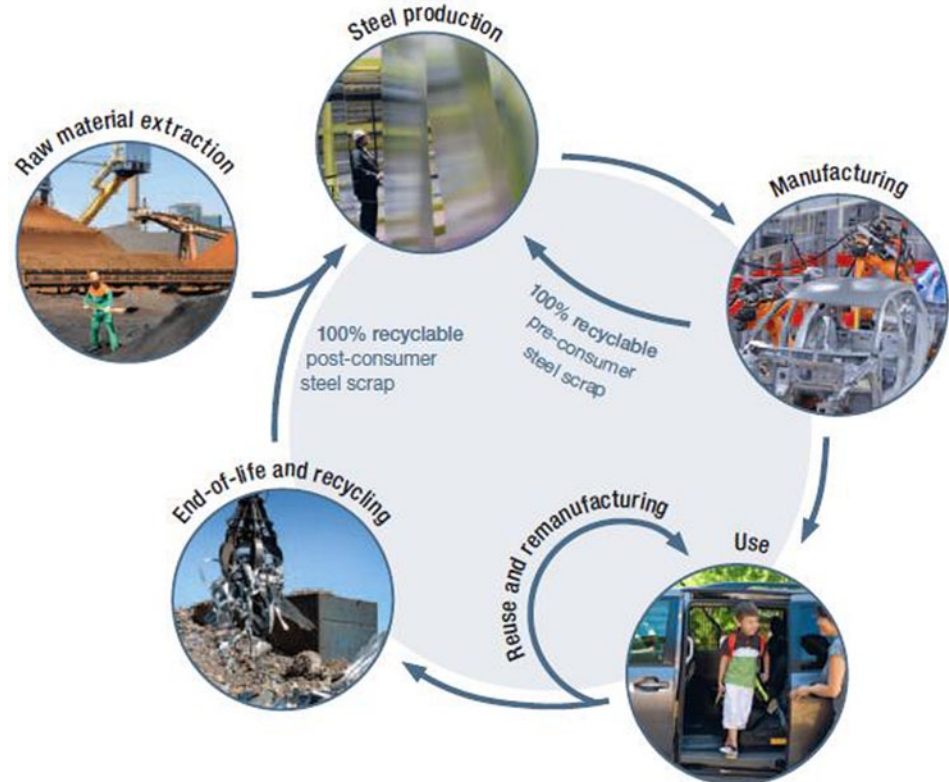 Steel production
Raw material extraction
Manufacturing
100% recyclable
post-consumer
steel scrap
100% recyclable
pre-consumer
steel scrap
End-of-life and recycling
Reuse and remanufacturing
Use